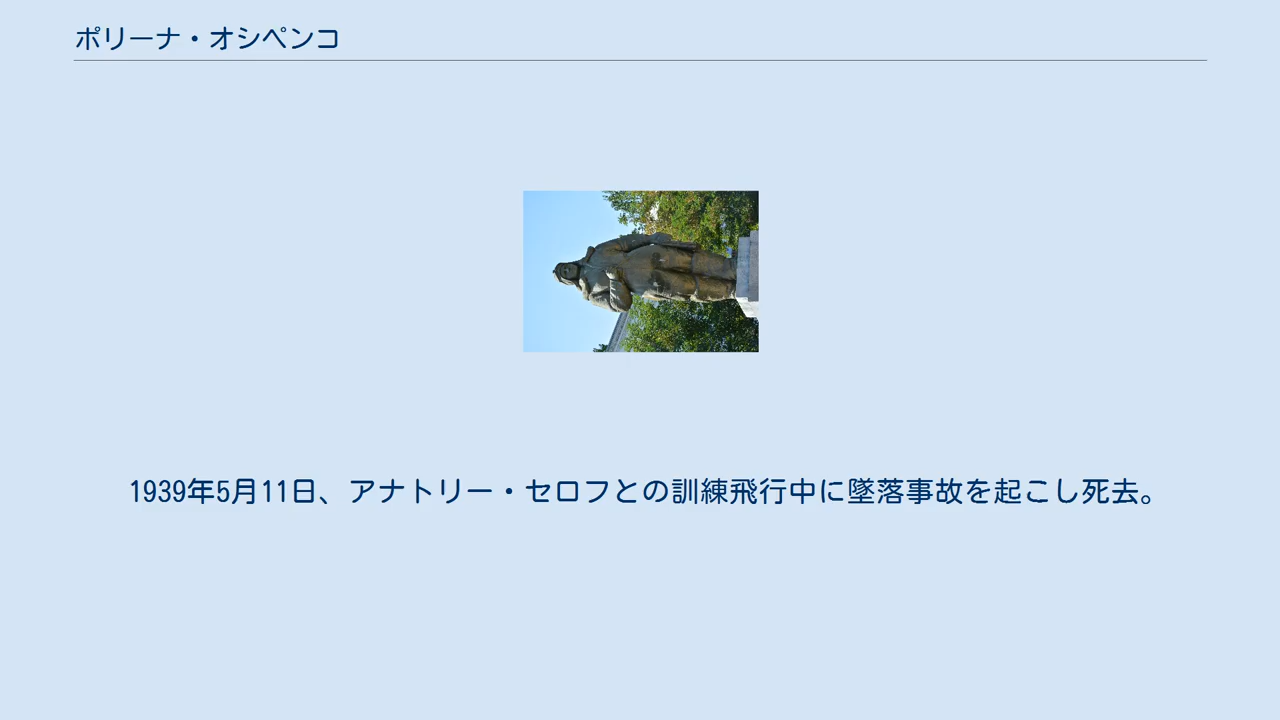 ポリーナ・オシペンコ
1939年5月11日、アナトリー・セロフとの訓練飛行中に墜落事故を起こし死去。